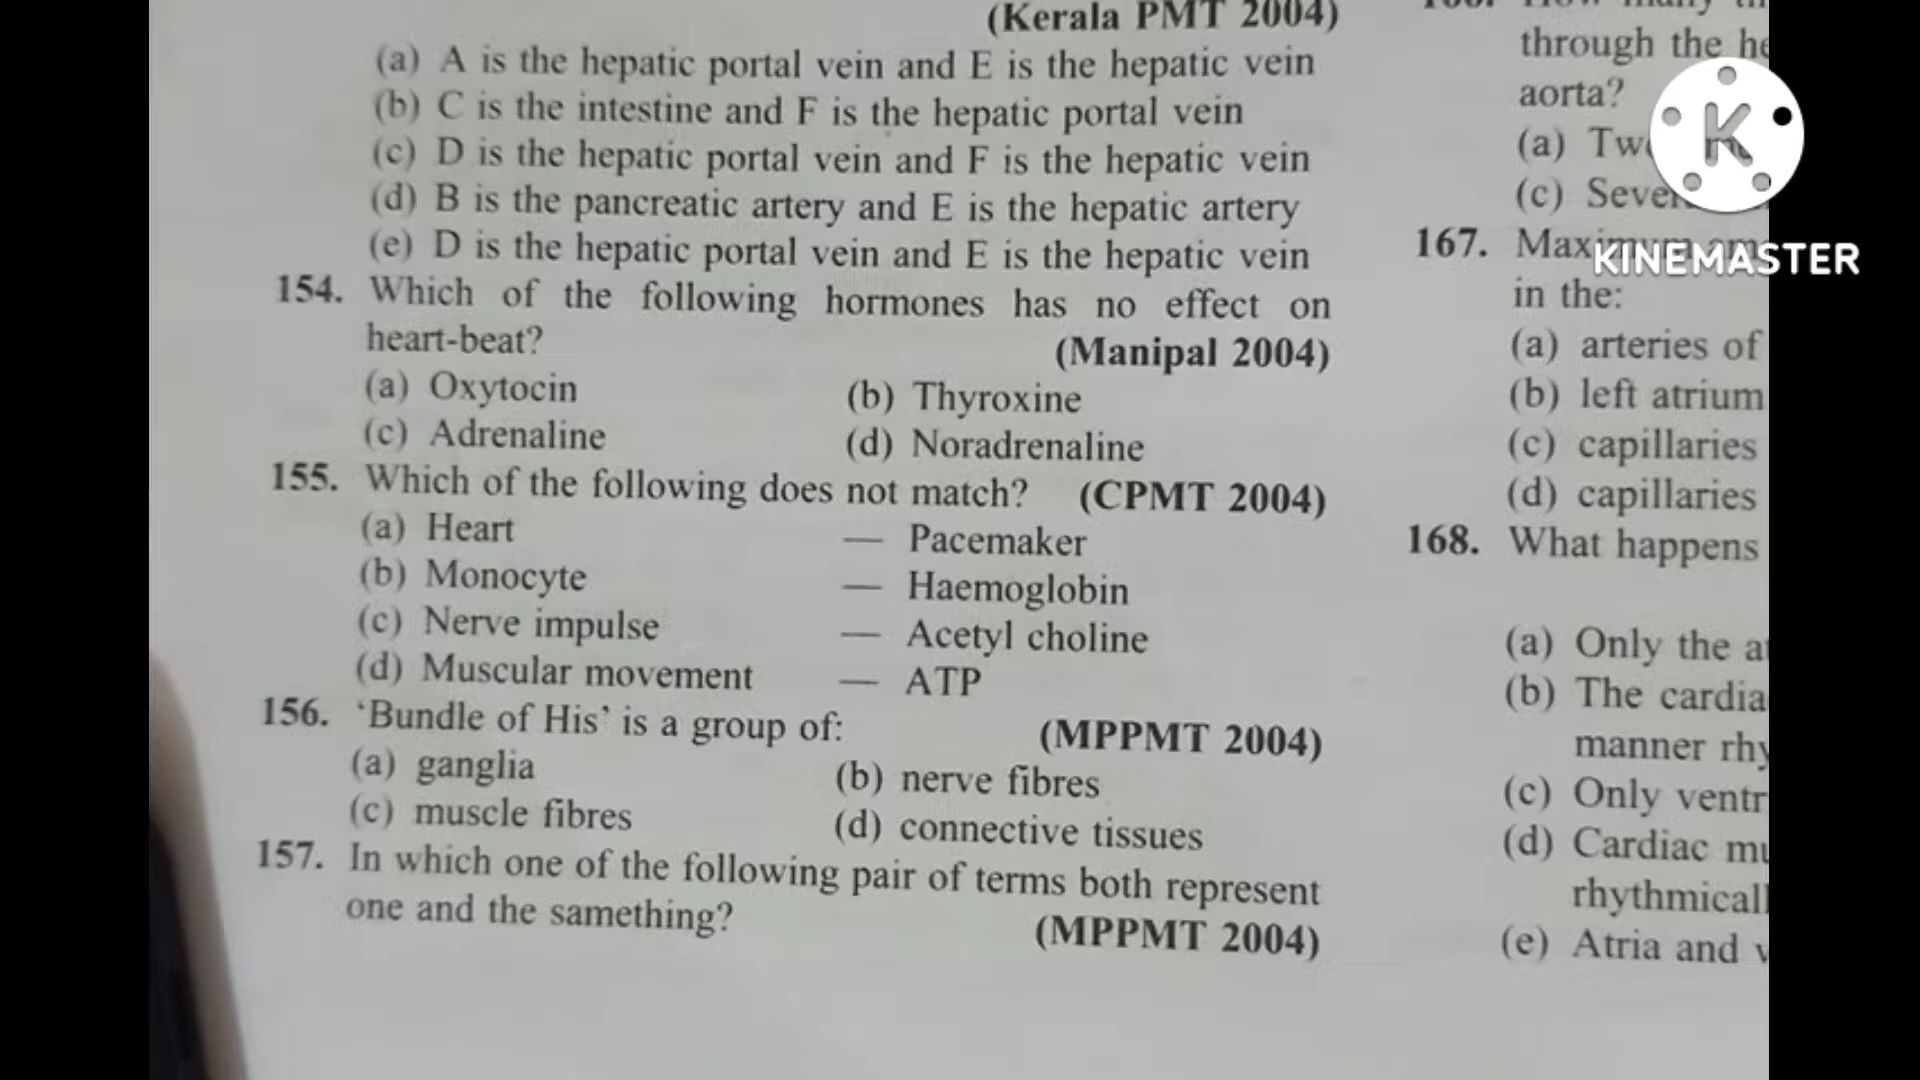 (Kerala PMT 2004)
(a) A is the hepatic portal vein and E is the hepatic vein
(b) C is the intestine and F is the hepatic portal vein
(c) D is the hepatic portal vein and F is the hepatic vein
(d) B is the pancreatic artery and E is the hepatic artery
(e) D is the hepatic portal vein and E is the hepatic vein
154. Which of the following hormones has no effect on
heart-beat? (Manipal 2004)
(a) Oxytocin (b) Thyroxine
(c) Adrenaline (d) Noradrenaline
155. Which of the following does not match? (CPMT 2004)
(a) Heart — Pacemaker
(b) Monocyte — Haemoglobin
(c) Nerve impulse — Acetyl choline
(d) Muscular movement — ATP
156. ‘Bundle of His’ is a group of: (MPPMT 2004)
(a) ganglia (b) nerve fibres
(c) muscle fibres (d) connective tissues
157. In which one of the following pair of terms both represent
one and the samething? (MPPMT 2004)
through the
aorta?
(a)
(c)
167.
in the:
(a) arteries of
(b) left atrium
(c) capillaries
(d) capillaries
168. What happens
(a) Only the
(b) The
manner
(c) Only
(d) Cardiac
(e) Atria and
K
KINEMASTER